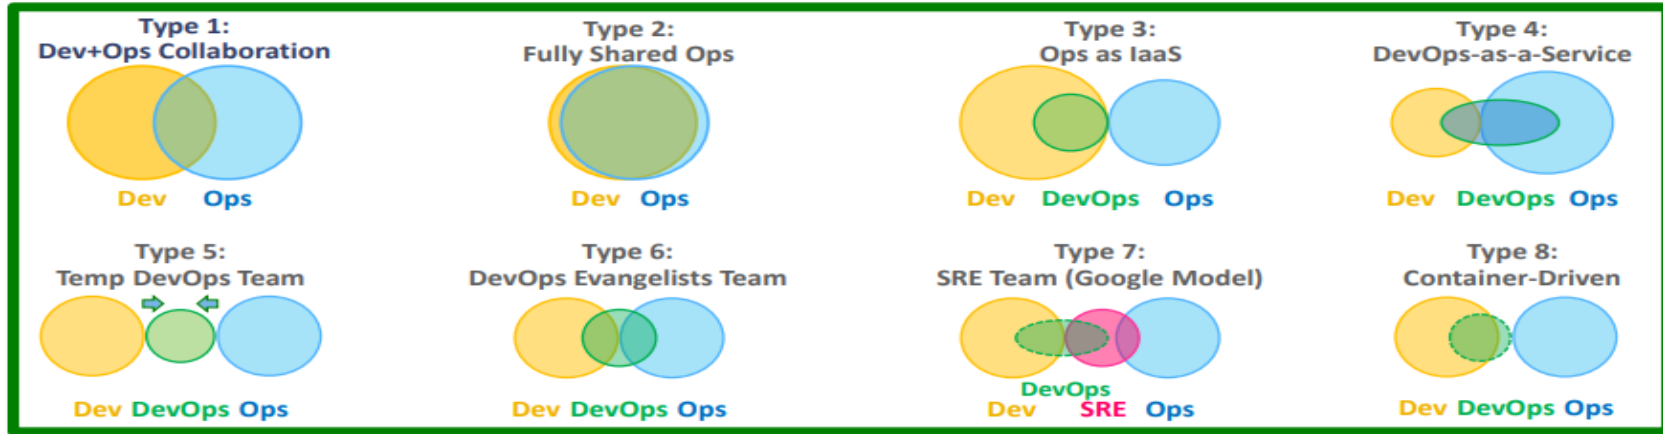 Type 1:
Dev+Ops Collaboration
Dev Ops
Type 2:
Fully Shared Ops
Dev Ops
Type 3:
Ops as IaaS
Dev DevOps Ops
Type 4:
DevOps-as-a-Service
Dev DevOps Ops
Type 5:
Temp DevOps Team
Dev DevOps Ops
Type 6:
DevOps Evangelists Team
Dev DevOps Ops
Type 7:
SRE Team (Google Model)
DevOps
Dev SRE Ops
Type 8:
Container-Driven
Dev DevOps Ops